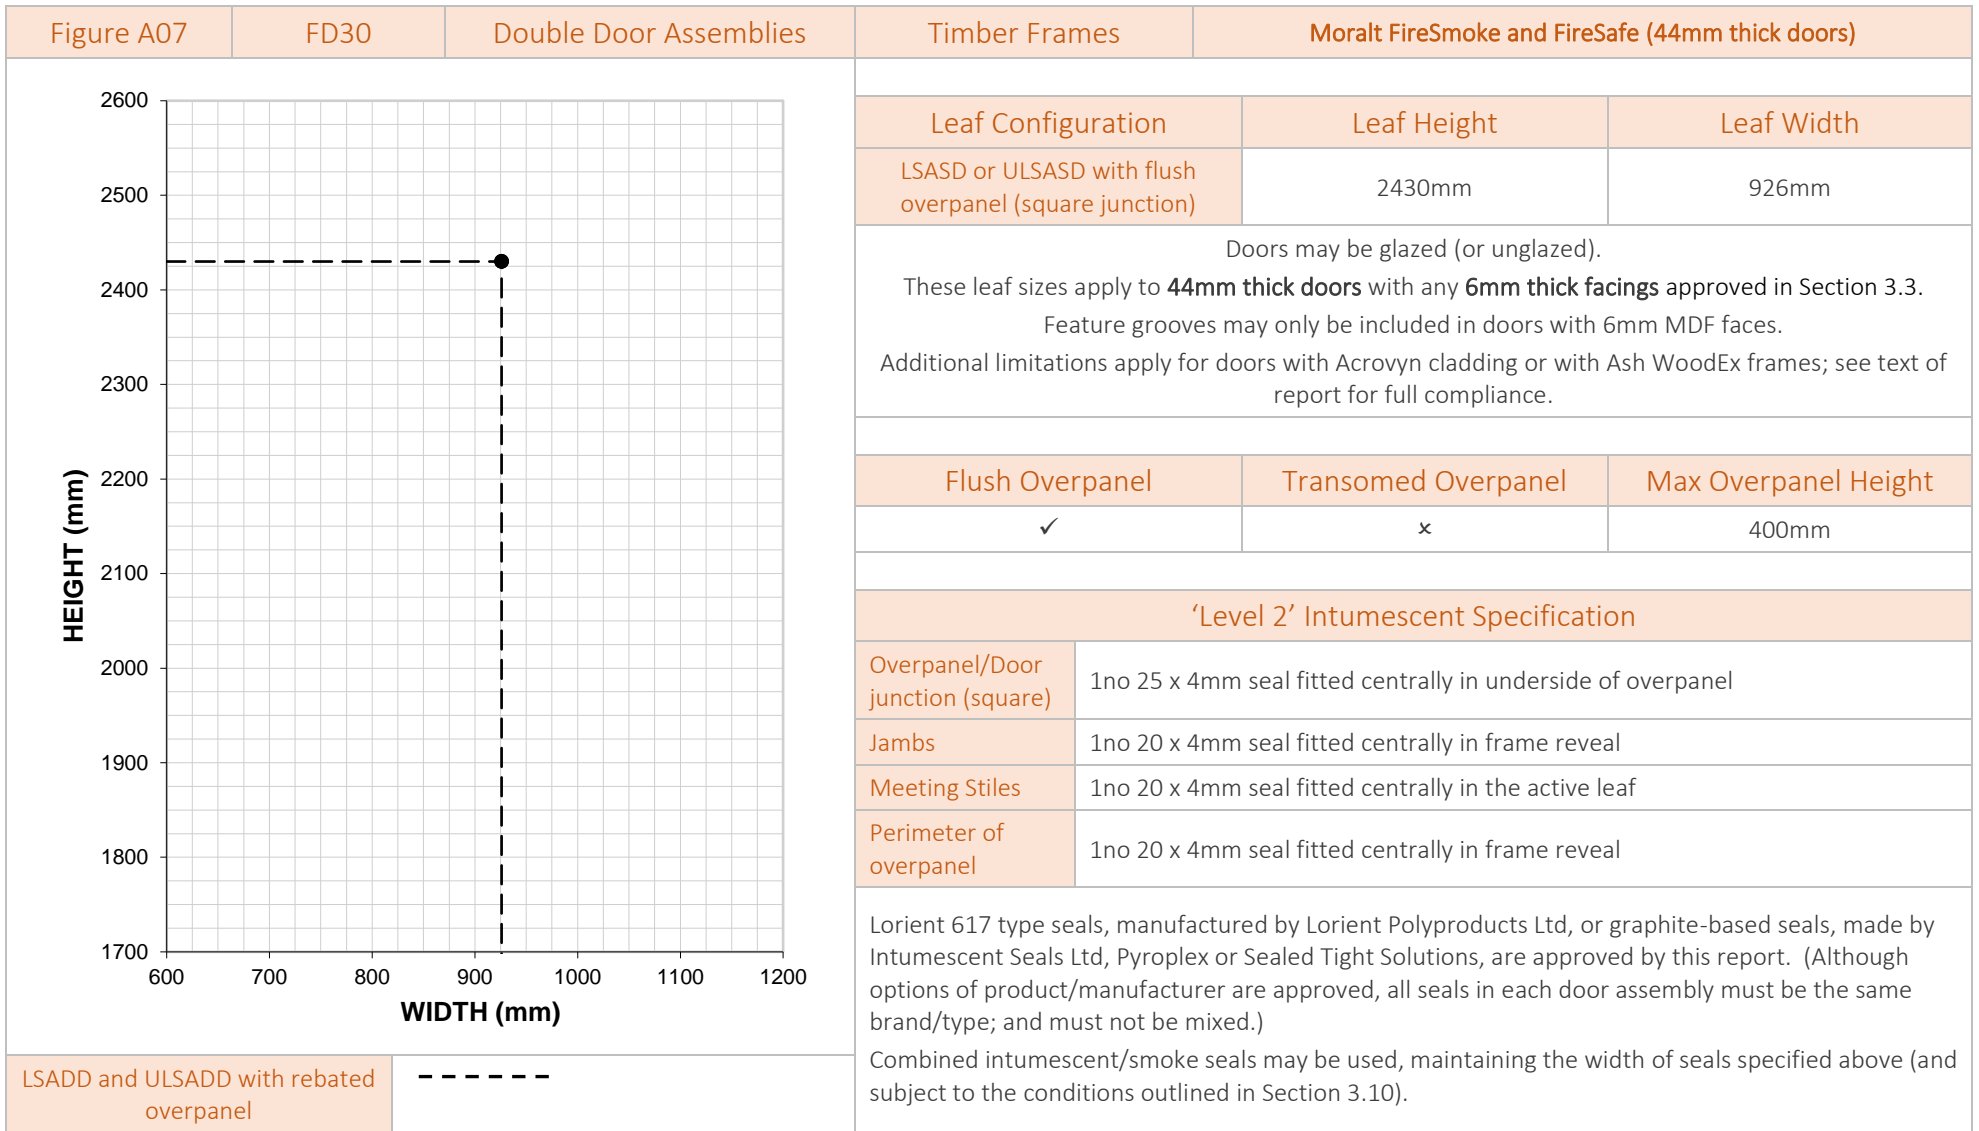 Figure A07 FD30 Double Door Assemblies Timber Frames Moralt FireSmoke and FireSafe (44mm thick doors)
2600
2500
2400
2300
2200
2100
2000
1900
1800
1700
HEIGHT (mm)
600 700 800 900 1000 1100 1200
WIDTH (mm)
LSADD and ULSADD with rebated
overpanel
Leaf Configuration Leaf Height Leaf Width
LSASD or ULSASD with flush
overpanel (square junction)
2430mm 926mm
Doors may be glazed (or unglazed).
These leaf sizes apply to 44mm thick doors with any 6mm thick facings approved in Section 3.3.
Feature grooves may only be included in doors with 6mm MDF faces.
Additional limitations apply for doors with Acrovyn cladding or with Ash WoodEx frames; see text of
report for full compliance.
Flush Overpanel Transomed Overpanel Max Overpanel Height
✓ × 400mm
‘Level 2’ Intumescent Specification
Overpanel/Door
junction (square)
1no 25 x 4mm seal fitted centrally in underside of overpanel
Jambs 1no 20 x 4mm seal fitted centrally in frame reveal
Meeting Stiles 1no 20 x 4mm seal fitted centrally in the active leaf
Perimeter of
overpanel
1no 20 x 4mm seal fitted centrally in frame reveal
Lorient 617 type seals, manufactured by Lorient Polyproducts Ltd, or graphite-based seals, made by
Intumescent Seals Ltd, Pyroplex or Sealed Tight Solutions, are approved by this report. (Although
options of product/manufacturer are approved, all seals in each door assembly must be the same
brand/type; and must not be mixed.)
Combined intumescent/smoke seals may be used, maintaining the width of seals specified above (and
subject to the conditions outlined in Section 3.10).